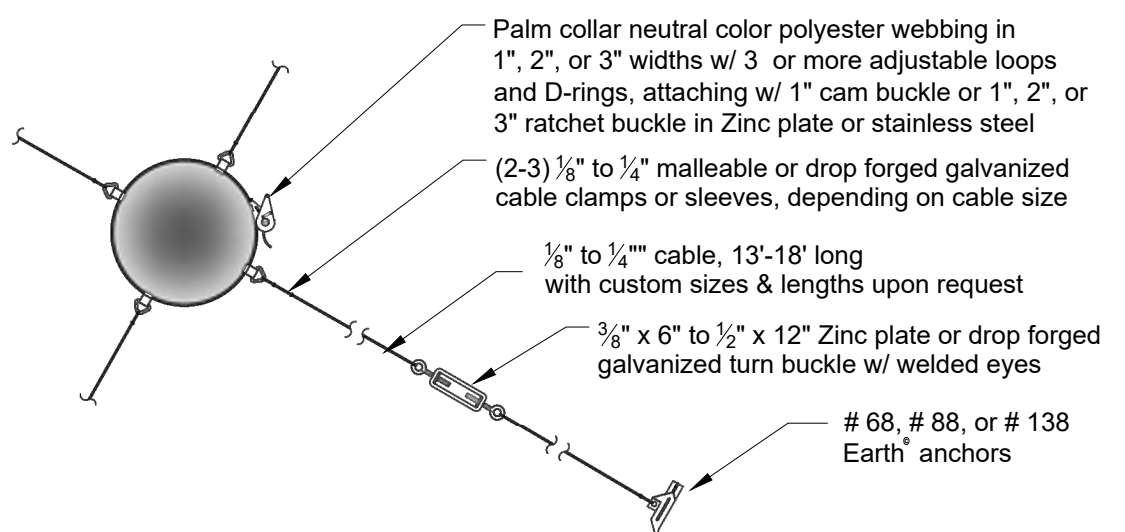 Palm collar neutral color polyester webbing in
1", 2", or 3" widths w/ 3 or more adjustable loops
and D-rings, attaching w/ 1" cam buckle or 1", 2", or
3" ratchet buckle in Zinc plate or stainless steel
(2-3) ⅛" to ¼" malleable or drop forged galvanized
cable clamps or sleeves, depending on cable size
⅛" to ¼"" cable, 13'-18' long
with custom sizes & lengths upon request
⅜" x 6" to ½" x 12" Zinc plate or drop forged
galvanized turn buckle w/ welded eyes
# 68, # 88, or # 138
Earth® anchors